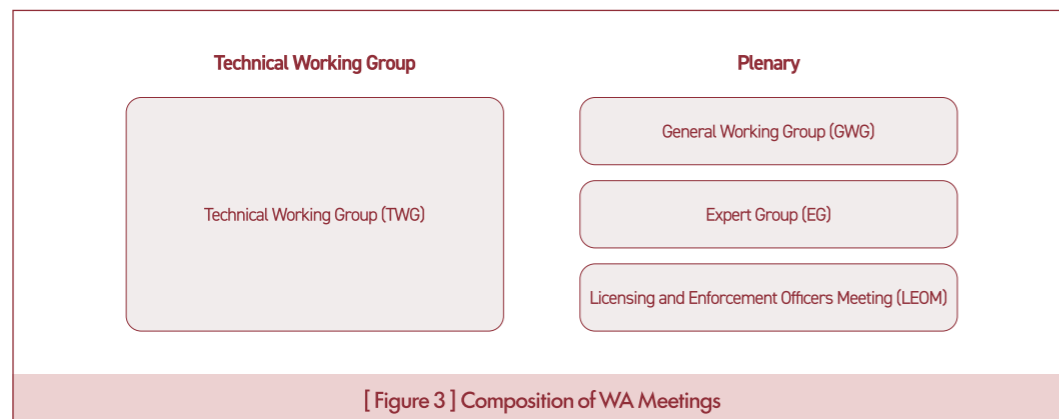 Technical Working Group
Technical Working Group (TWG)
Plenary
General Working Group (GWG)
Expert Group (EG)
Licensing and Enforcement Officers Meeting (LEOM)
[ Figure 3 ] Composition of WA Meetings